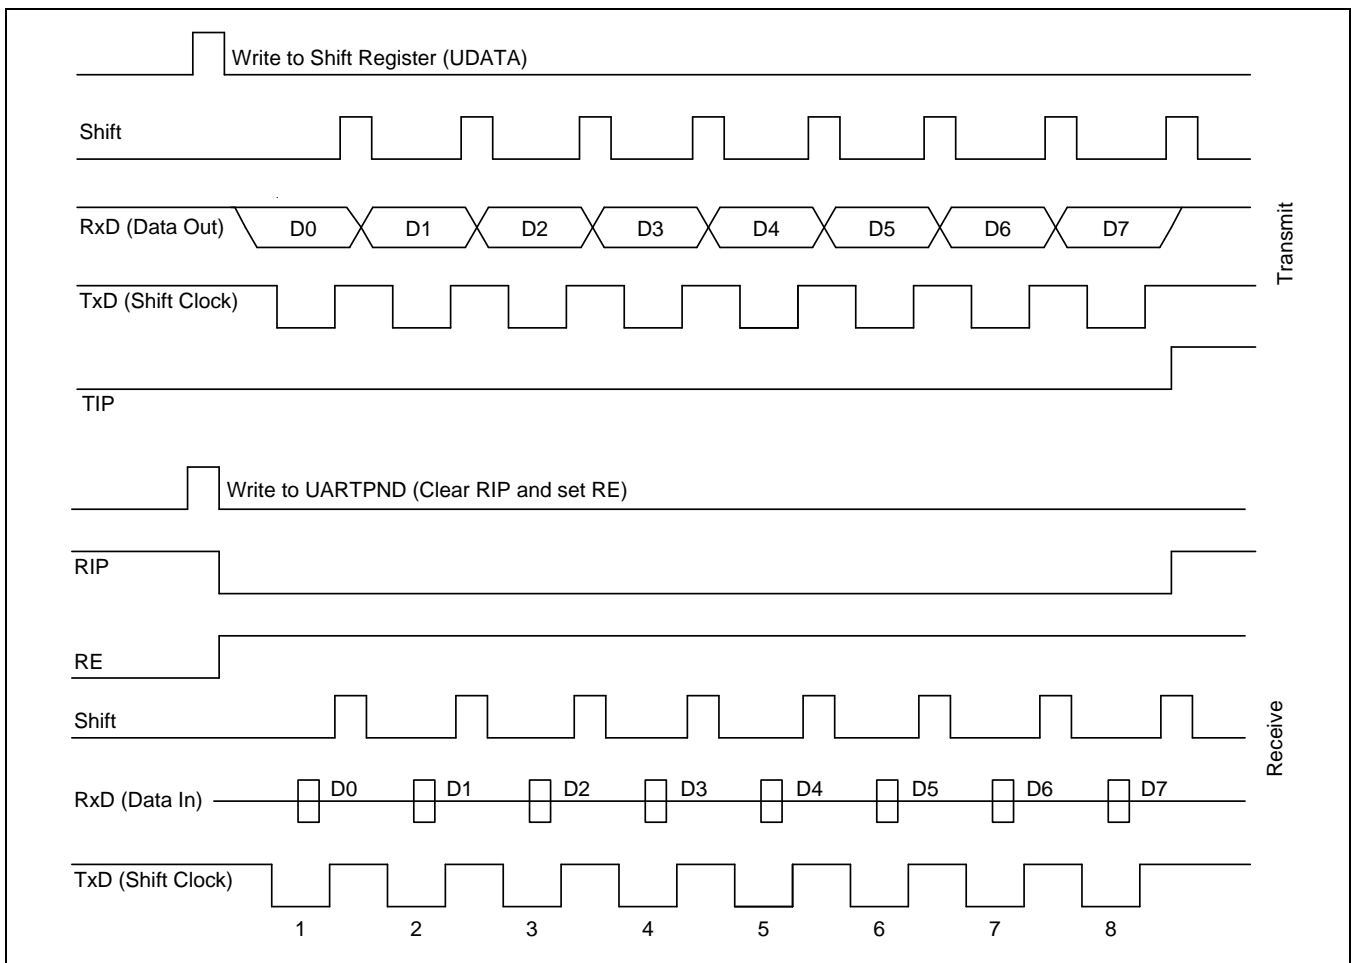 Write to Shift Register (UDATA)
Shift
RxD (Data Out)
D0 D1 D2 D3 D4 D5 D6 D7
TxD (Shift Clock)
TIP
Transmit
Write to UARTPND (Clear RIP and set RE)
RIP
RE
Shift
RxD (Data In)
D0 D1 D2 D3 D4 D5 D6 D7
TxD (Shift Clock)
1 2 3 4 5 6 7 8
Receive